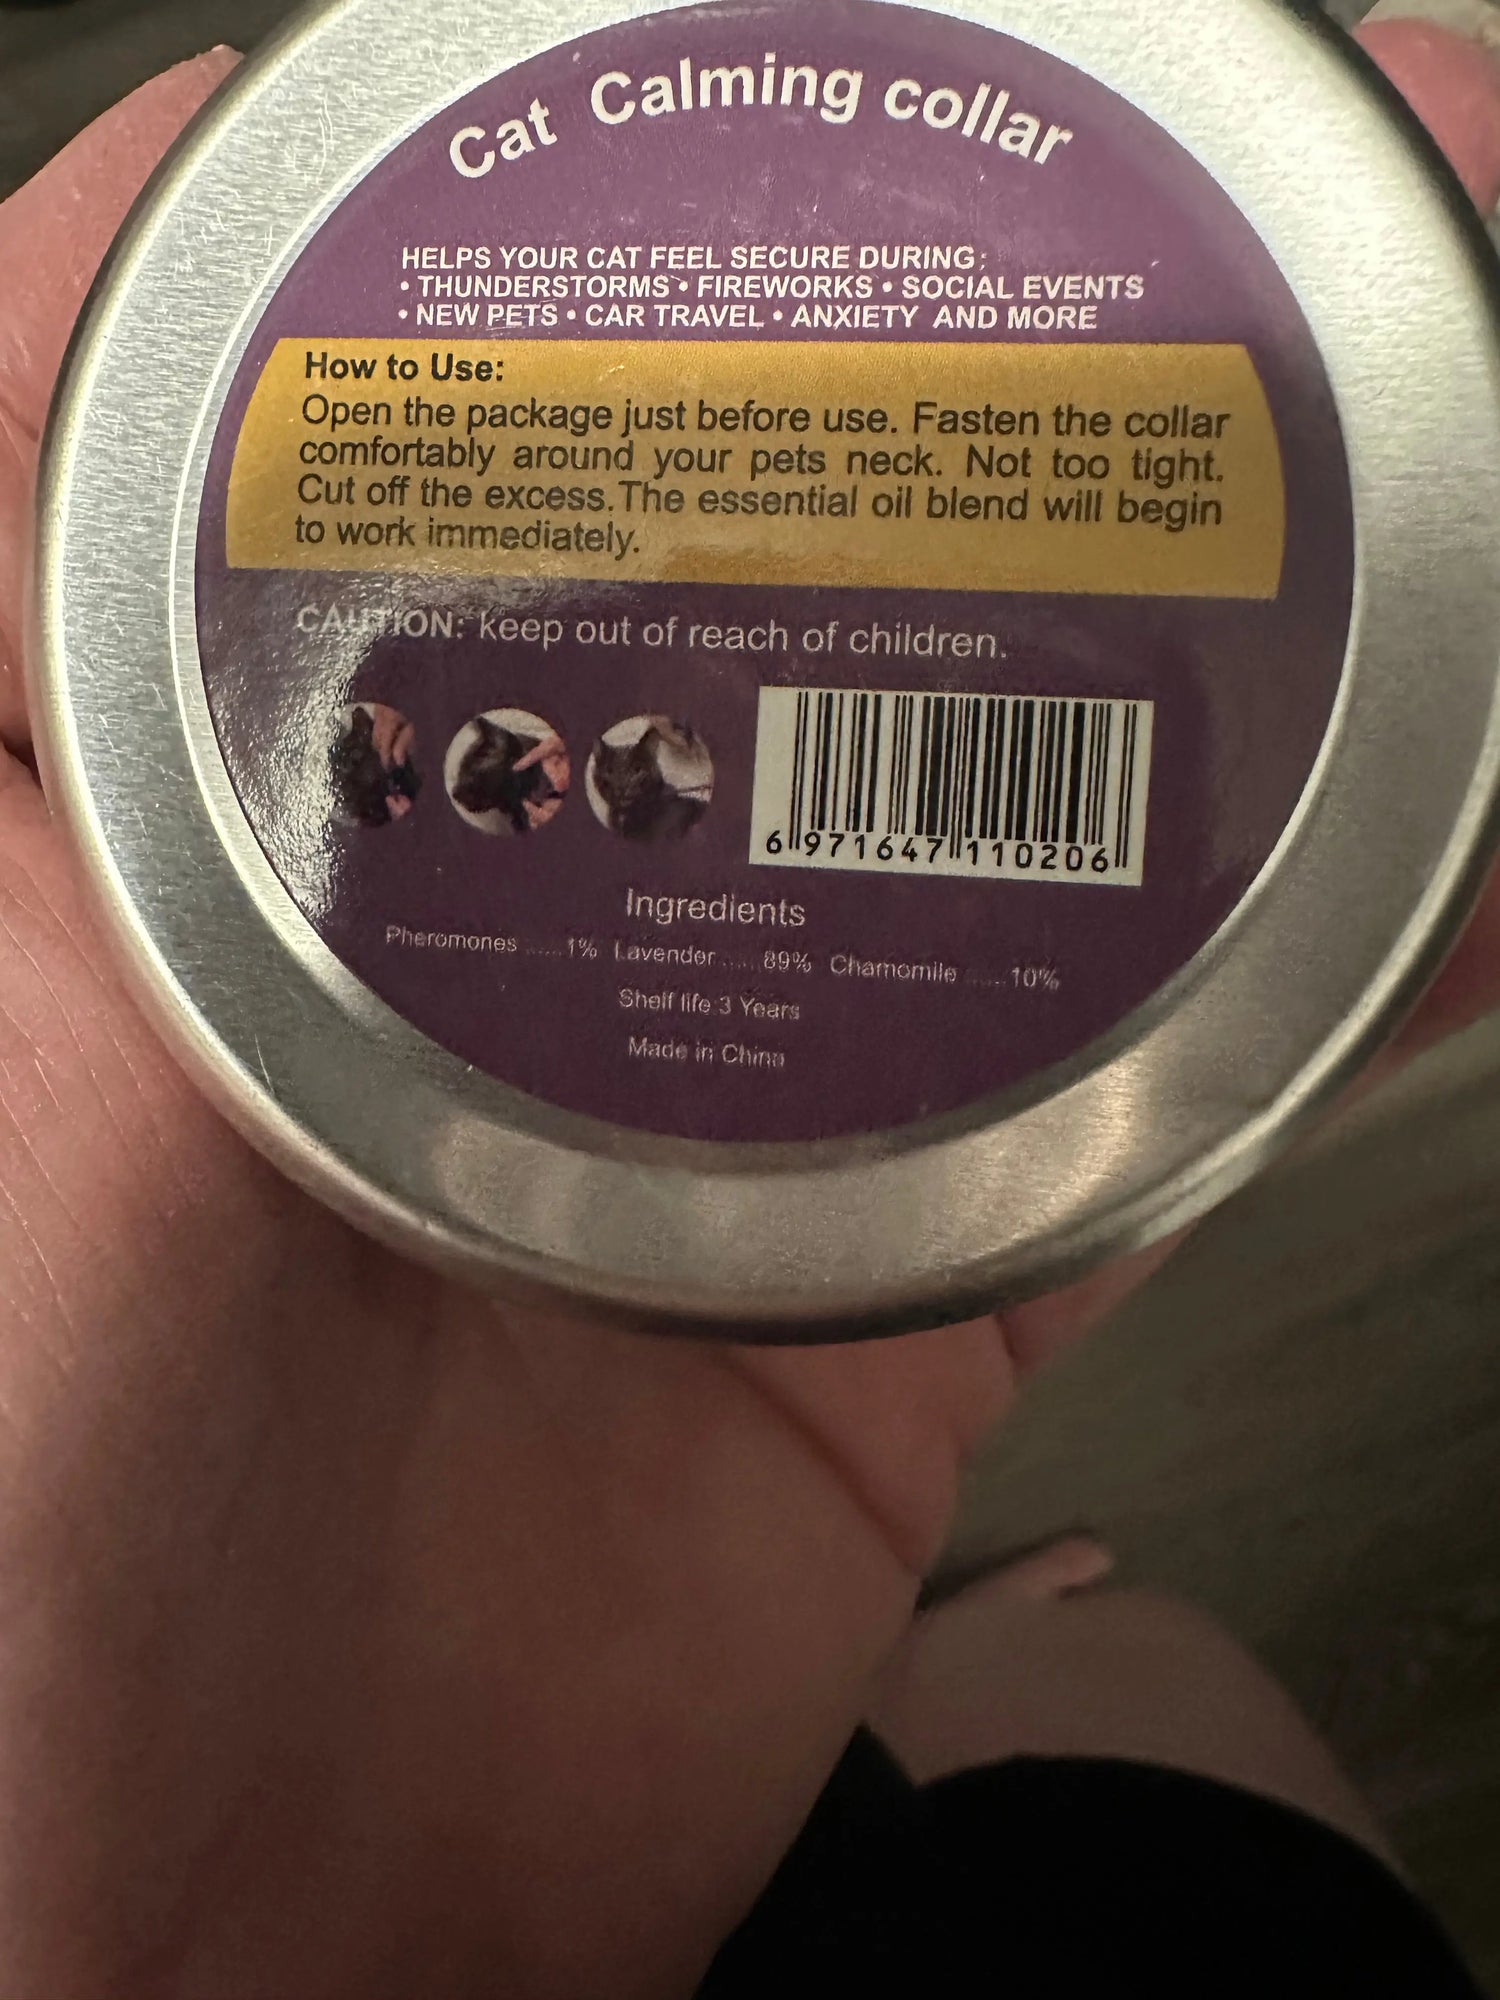 Cat Calming collar
HELPS YOUR CAT FEEL SECURE DURING:
• THUNDERSTORMS • FIREWORKS • SOCIAL EVENTS
• NEW PETS • CAR TRAVEL • ANXIETY AND MORE
How to Use:
Open the package just before use. Fasten the collar
comfortably around your pets neck. Not too tight.
Cut off the excess. The essential oil blend will begin
to work immediately.
CAUTION: keep out of reach of children.
6 971647 110206
Ingredients
Pheromones ......1% Lavender ......89% Chamomile ......10%
Shelf life 3 Years
Made in China